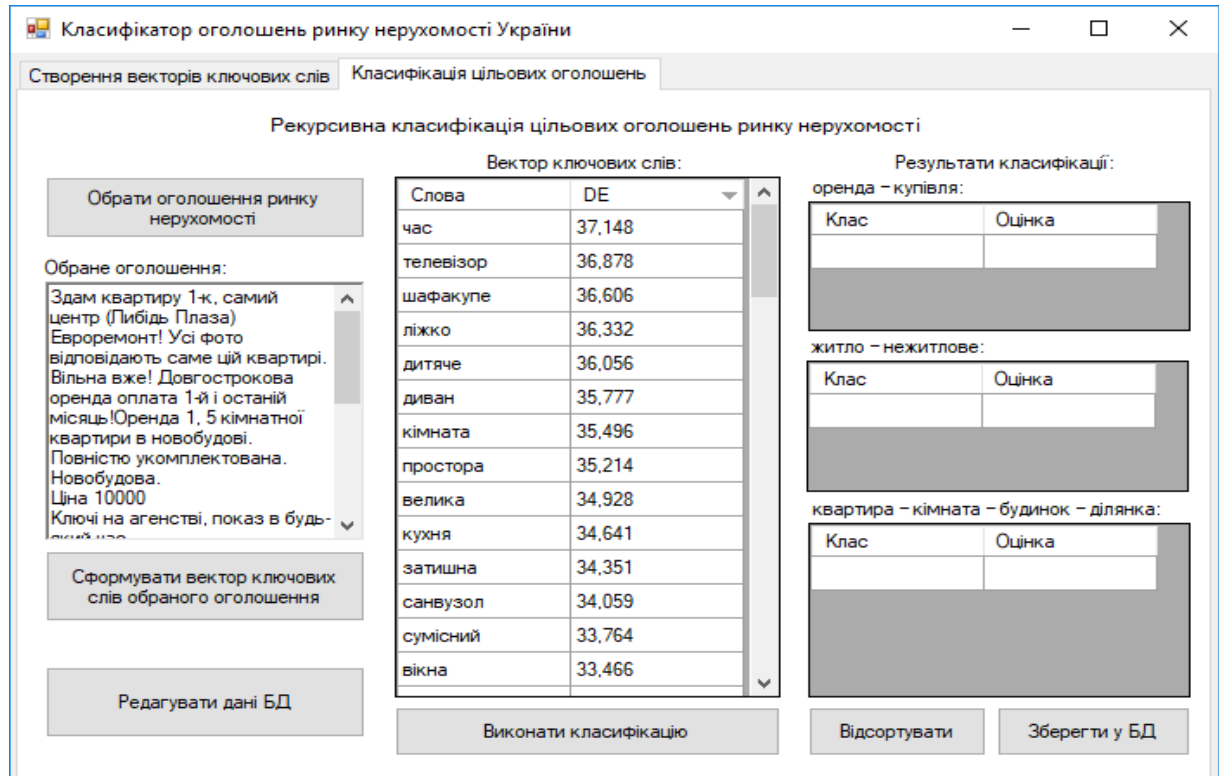 Класифікатор оголошень ринку нерухомості України
Створення векторів ключових слів
Класифікація цільових оголошень
Рекурсивна класифікація цільових оголошень ринку нерухомості
Обрати оголошення ринку
нерухомості
Обране оголошення:
Здам квартиру 1-к, самий
центр (Либідь Плаза)
Евроремонт! Усі фото
відповідають саме цій квартирі.
Вільна вже! Довгострокова
оренда оплата 1-й і останій
місяць!Оренда 1, 5 кімнатної
квартири в новобудові.
Повністю укомплектована.
Новобудова.
Ціна 10000
Ключі на агенстві, показ в будь-
Сформувати вектор ключових
слів обраного оголошення
Редагувати дані БД
Вектор ключових слів:
Слова DE
час 37,148
телевізор 36,878
шафакупе 36,606
ліжко 36,332
дитяче 36,056
диван 35,777
кімната 35,496
простора 35,214
велика 34,928
кухня 34,641
затишна 34,351
санвузол 34,059
сумісний 33,764
вікна 33,466
Виконати класифікацію
Результати класифікації:
оренда – купівля:
Клас Оцінка
житло – нежитлове:
Клас Оцінка
квартира – кімната – будинок – ділянка:
Клас Оцінка
Відсортувати
Зберегти у БД